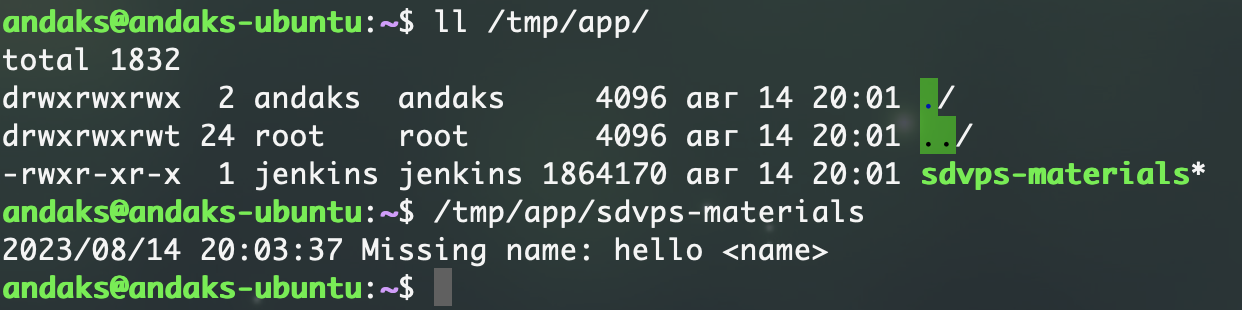 andaks@andaks-ubuntu:~$ ll /tmp/app/
total 1832
drwxrwxrwx  2 andaks  andaks     4096 авг 14 20:01 ./
drwxrwxrwt 24 root    root       4096 авг 14 20:01 ../
-rwxr-xr-x  1 jenkins jenkins 1864170 авг 14 20:01 sdvps-materials*
andaks@andaks-ubuntu:~$ /tmp/app/sdvps-materials
2023/08/14 20:03:37 Missing name: hello <name>
andaks@andaks-ubuntu:~$